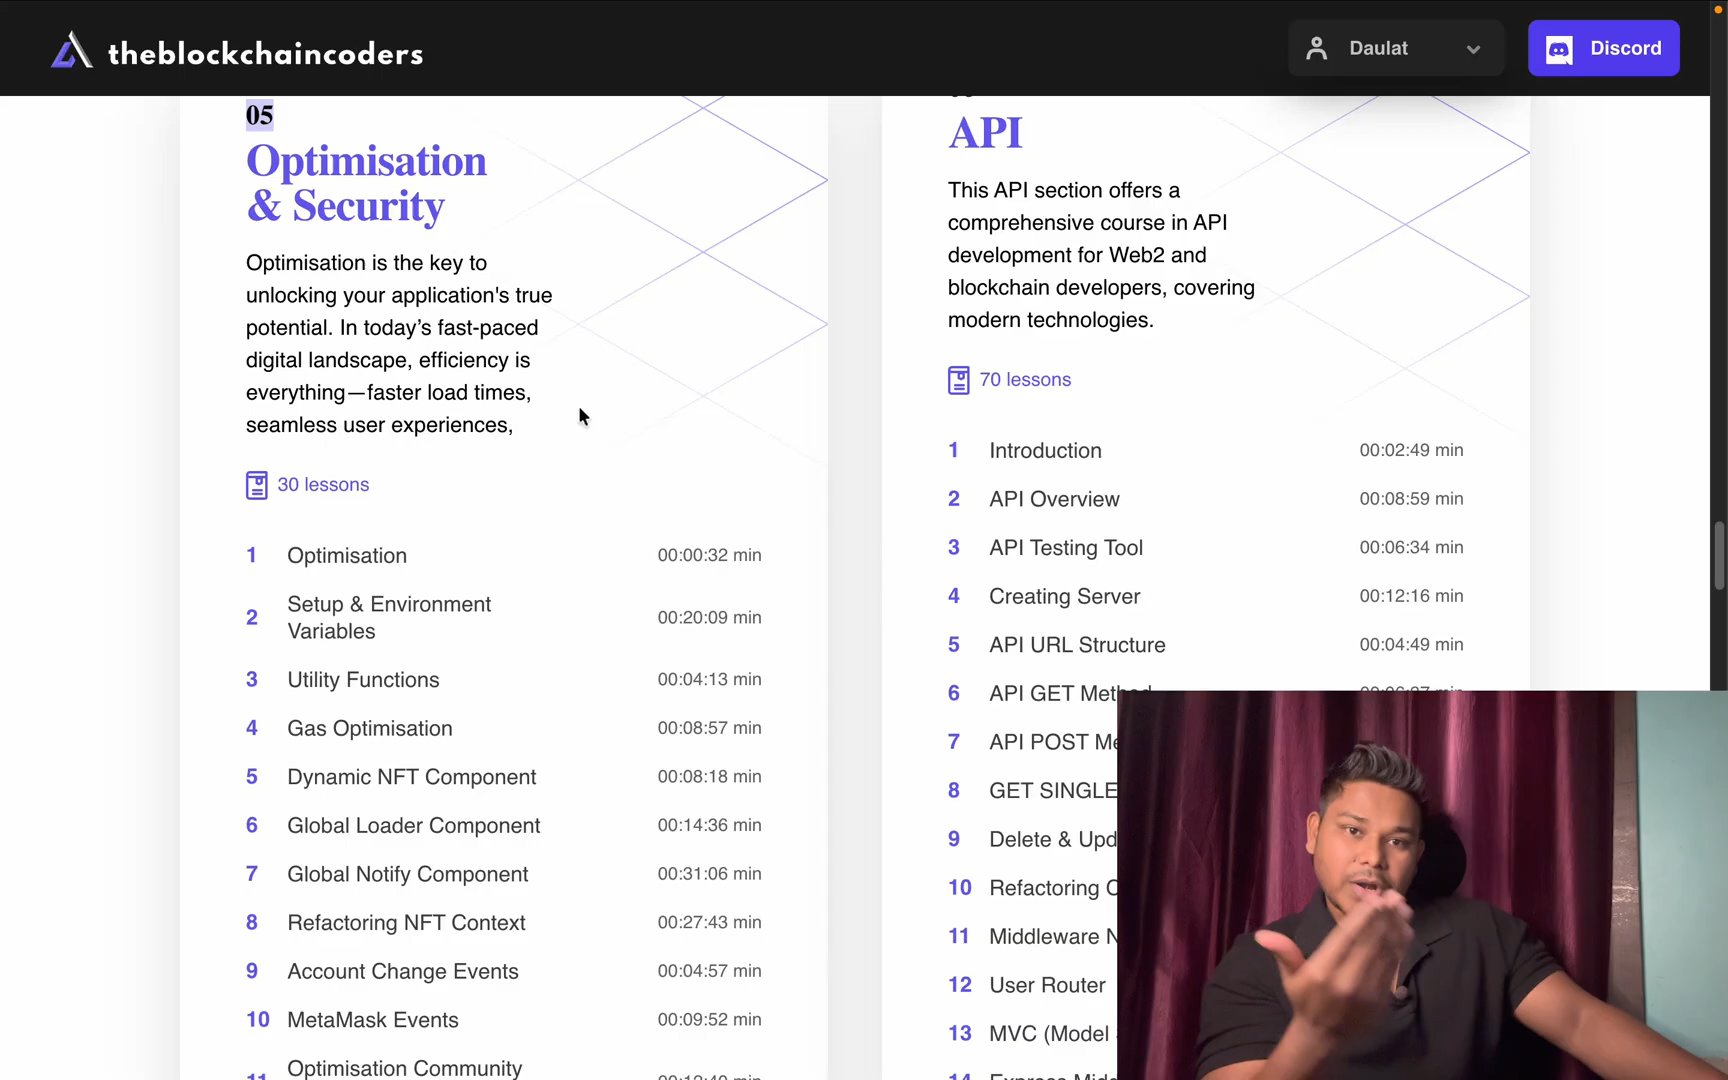 theblockchaincoders
Daulat
Discord
05
Optimisation
& Security
Optimisation is the key to
unlocking your application's true
potential. In today’s fast-paced
digital landscape, efficiency is
everything—faster load times,
seamless user experiences,
30 lessons
1 Optimisation 00:00:32 min
2 Setup & Environment
Variables 00:20:09 min
3 Utility Functions 00:04:13 min
4 Gas Optimisation 00:08:57 min
5 Dynamic NFT Component 00:08:18 min
6 Global Loader Component 00:14:36 min
7 Global Notify Component 00:31:06 min
8 Refactoring NFT Context 00:27:43 min
9 Account Change Events 00:04:57 min
10 MetaMask Events 00:09:52 min
11 Optimisation Community
API
This API section offers a
comprehensive course in API
development for Web2 and
blockchain developers, covering
modern technologies.
70 lessons
1 Introduction 00:02:49 min
2 API Overview 00:08:59 min
3 API Testing Tool 00:06:34 min
4 Creating Server 00:12:16 min
5 API URL Structure 00:04:49 min
6 API GET Method
7 API POST Me
8 GET SINGLE
9 Delete & Upd
10 Refactoring C
11 Middleware N
12 User Router
13 MVC (Model